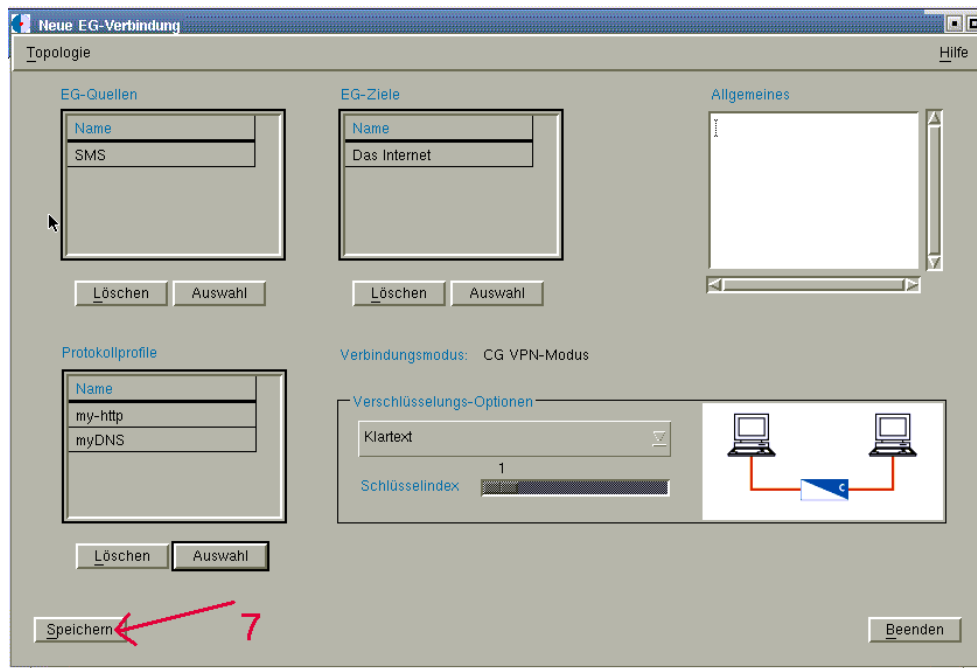 Neue EG-Verbindung
Topologie Hilfe
EG-Quellen EG-Ziele Allgemeines
Name Name
SMS Das Internet
Löschen Auswahl Löschen Auswahl
Protokollprofile Verbindungsmodus: CG VPN-Modus
Name
my-http
myDNS
Verschlüsselungs-Optionen
Klartext
1
Schlüsselindex
C
Löschen Auswahl
Speichern 7 Beenden